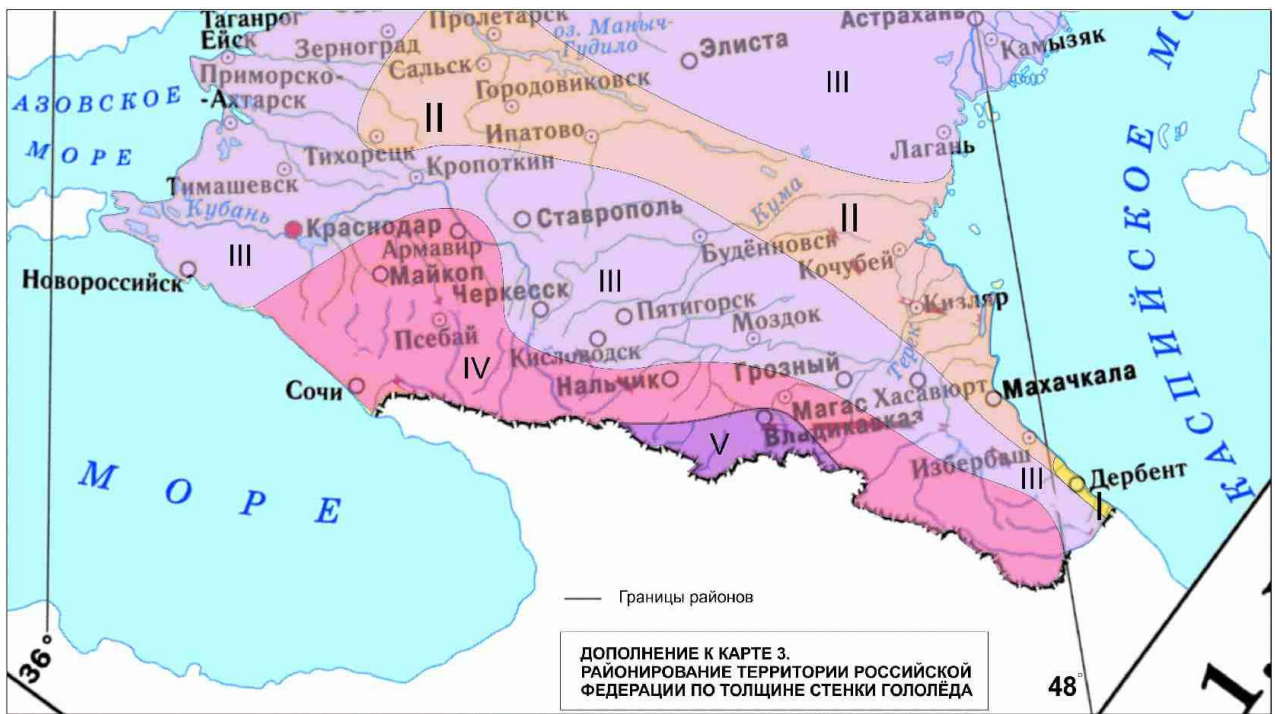 Таганрог
Ейск
Зерноград
Пролетарск
оз. Маныч-
Гудило
Элиста
Астрахань
Камызяк
Приморско-
-Ахтарск
Сальск
Городовиковск
III
АЗОВСКОЕ
МОРЕ
II
Ипатово
Лагань
Тихорецк
Кропоткин
Тимашевск
Кубань
Краснодар
Ставрополь
Кума
II
Армавир
Будённовск
III
Майкоп
Кочубей
Новороссийск
Черкесск
III
Пятигорск
Кизляр
Моздок
Псебай
Кисловодск
Терек
IV
Нальчик
Грозный
Сочи
Магас
Хасавюрт
Махачкала
V
Владикавказ
Избербаш
III
Дербент
I
МОРЕ
КАСПИЙСКОЕ МО
Границы районов
ДОПОЛНЕНИЕ К КАРТЕ 3.
РАЙОНИРОВАНИЕ ТЕРРИТОРИИ РОССИЙСКОЙ
ФЕДЕРАЦИИ ПО ТОЛЩИНЕ СТЕНКИ ГОЛОЛЁДА
36°
48°